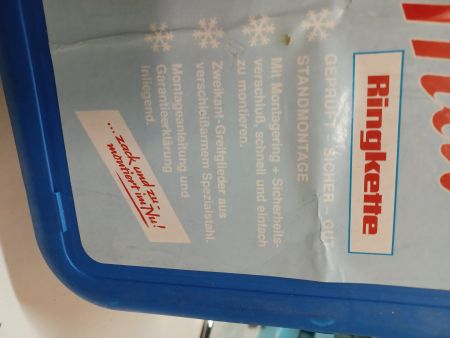 Ringkette
GEPRÜFT - SICHER - GUT
STANDMONTAGE
Mit Montagering + Sicherheits-
verschluß, schnell und einfach
zu montieren.
Zweikant-Greifglieder aus
verschleißarmem Spezialstahl.
Montageanleitung und
Garantieerklärung
inliegend.
...zack und zu-
montiert im Nu!